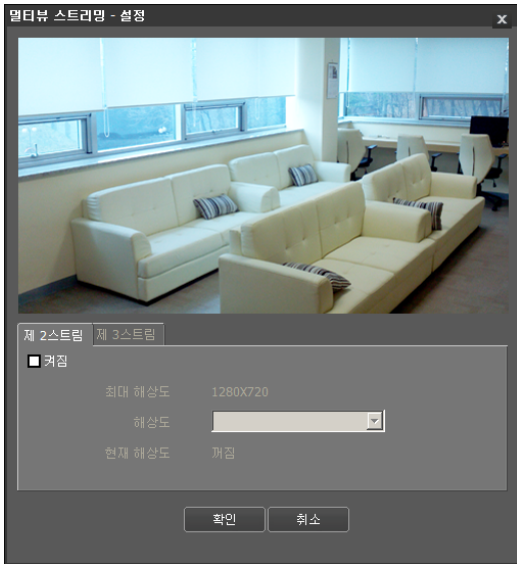 멀티뷰 스트리밍 - 설정
제 2스트림 제 3스트림
켜짐
최대 해상도 1280X720
해상도
현재 해상도 꺼짐
확인 취소